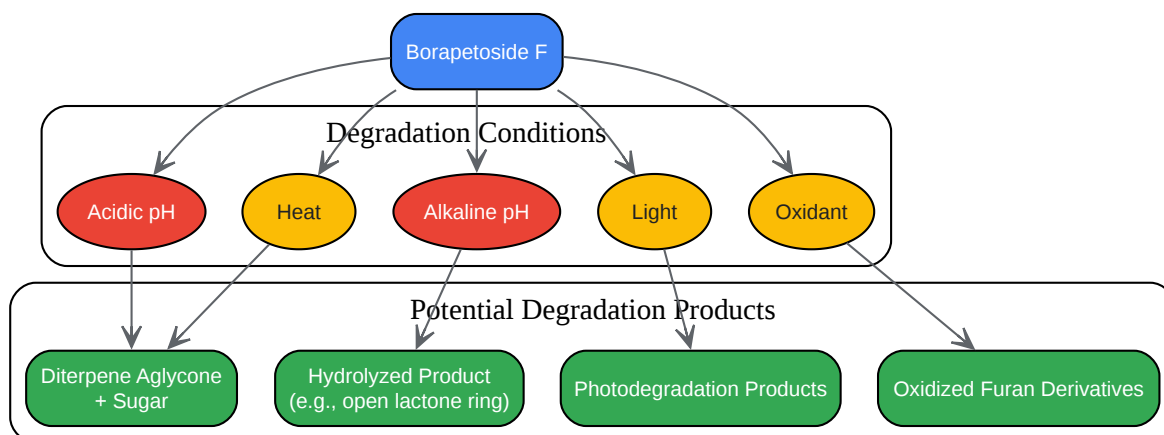 Borapetoside F
Degradation Conditions
Acidic pH
Heat
Alkaline pH
Light
Oxidant
Potential Degradation Products
Diterpene Aglycone
+ Sugar
Hydrolyzed Product
(e.g., open lactone ring)
Photodegradation Products
Oxidized Furan Derivatives